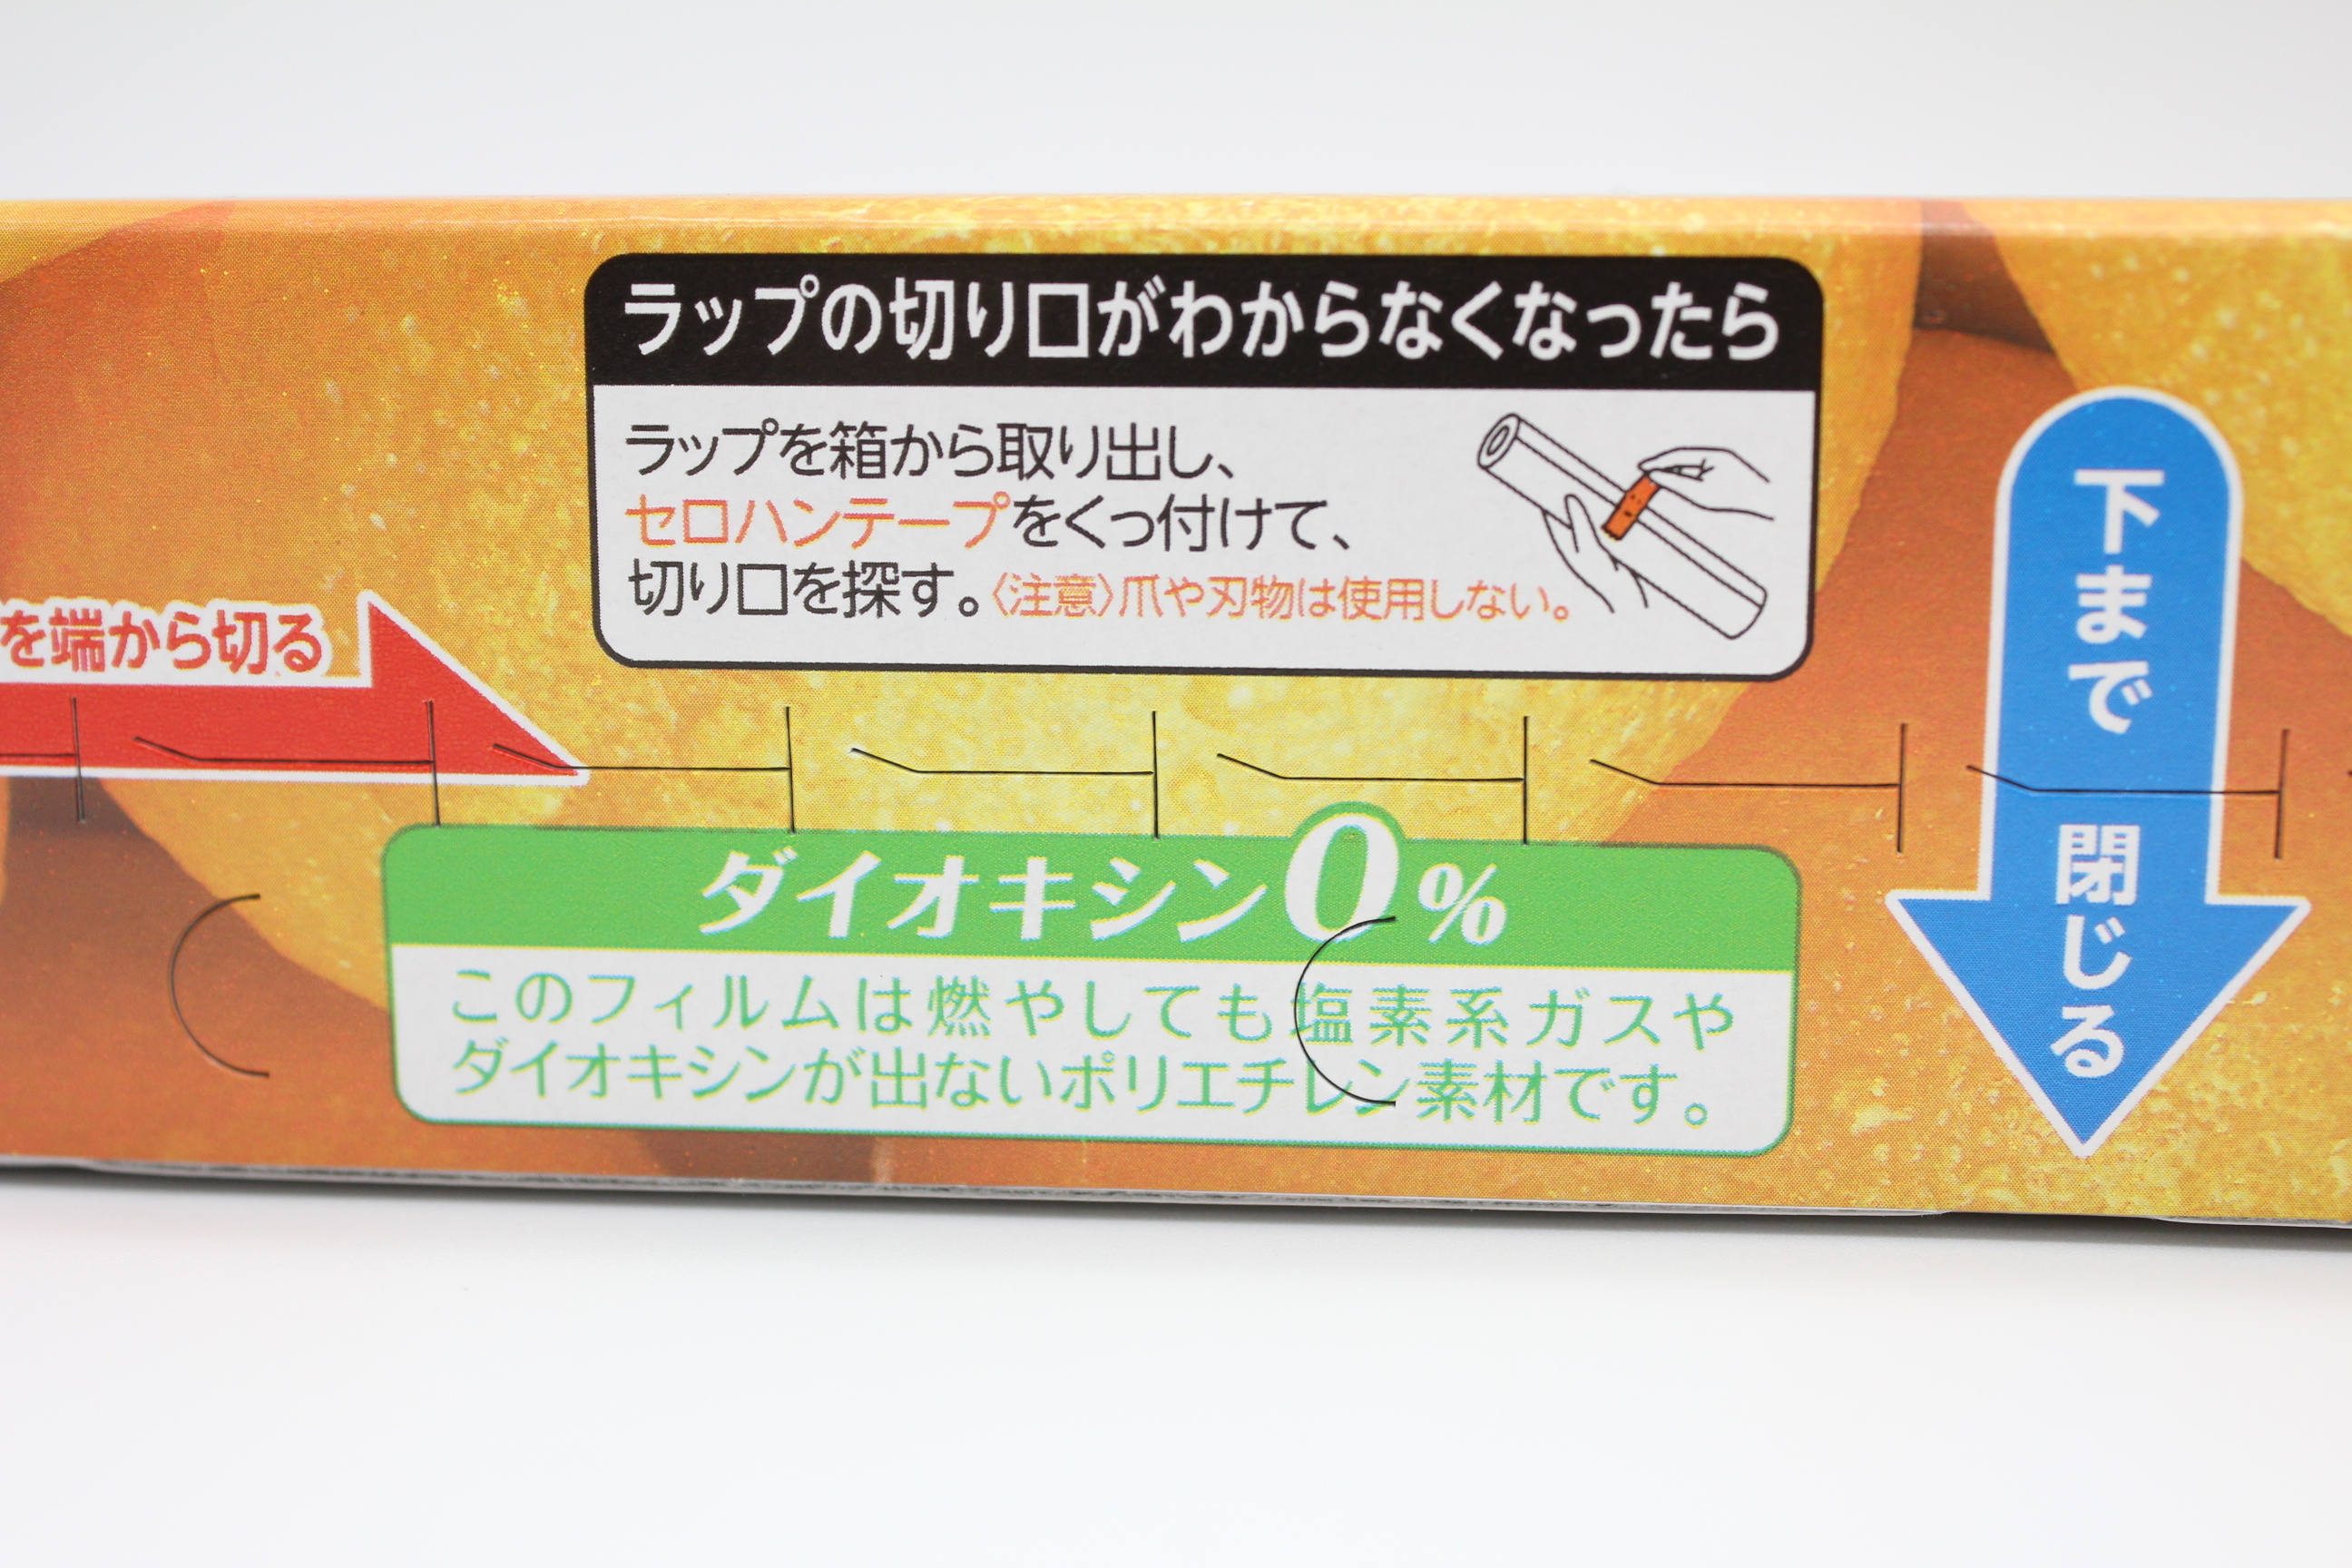 ラップの切り口がわからなくなったら
ラップを箱から取り出し、
セロハンテープをくっ付けて、
切り口を探す。〈注意〉爪や刃物は使用しない。
を端から切る
下まで閉じる
ダイオキシン0%
このフィルムは燃やしても塩素系ガスや
ダイオキシンが出ないポリエチレン素材です。